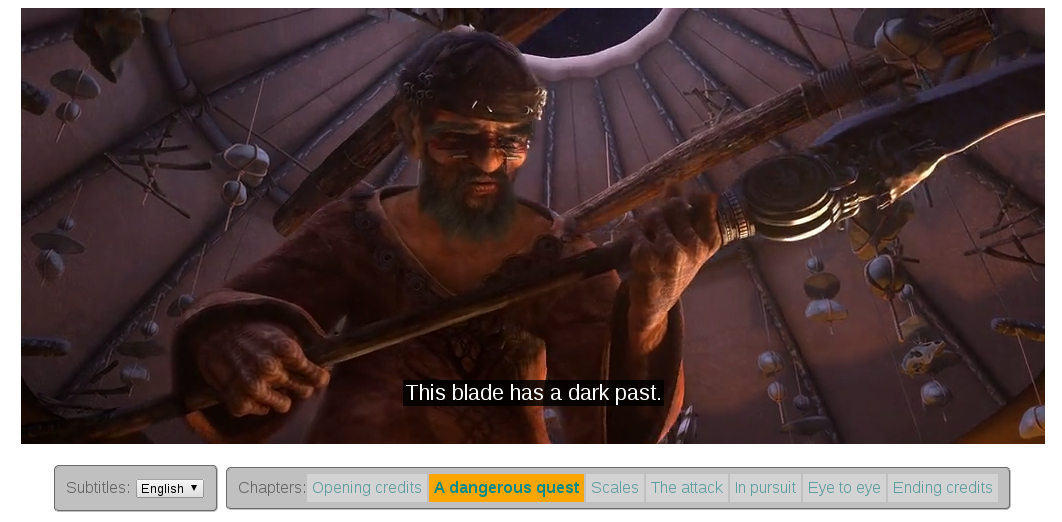 This blade has a dark past.
Subtitles: English ▼ Chapters: Opening credits A dangerous quest Scales The attack In pursuit Eye to eye Ending credits